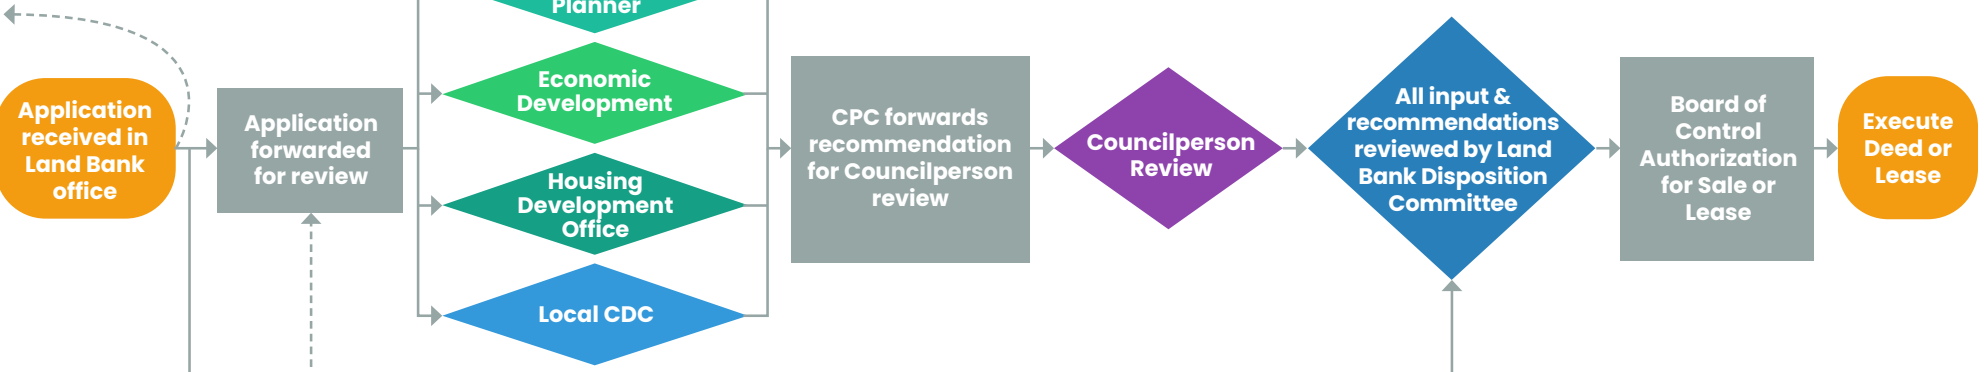 Application
received in
Land Bank
office
Application
forwarded
for review
Planner
Economic
Development
Housing
Development
Office
Local CDC
CPC forwards
recommendation
for Councilperson
review
Councilperson
Review
All input &
recommendations
reviewed by Land
Bank Disposition
Committee
Board of
Control
Authorization
for Sale or
Lease
Execute
Deed or
Lease